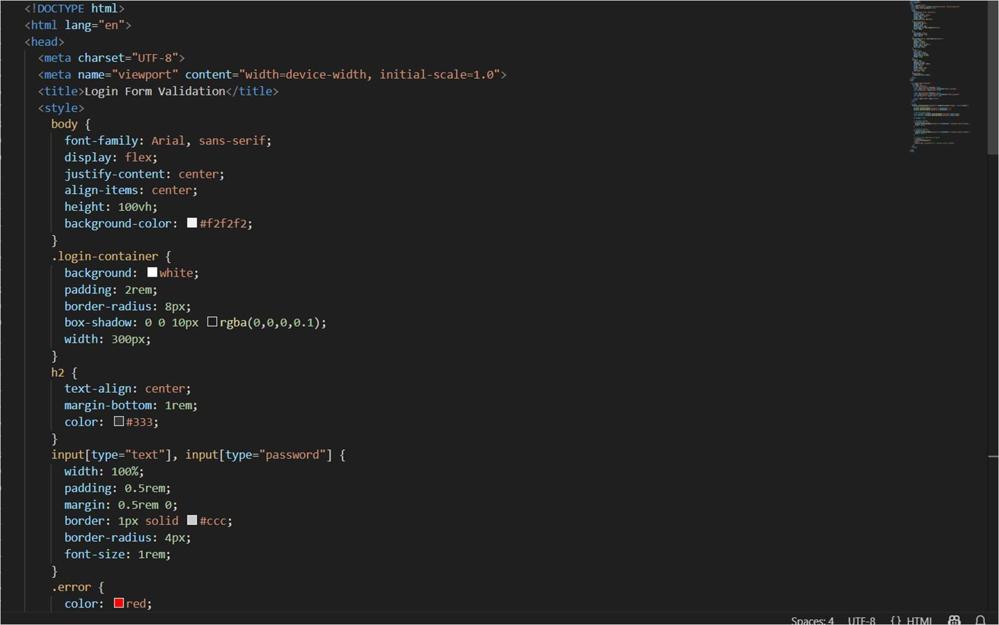 <!DOCTYPE html>
<html lang="en">
<head>
  <meta charset="UTF-8">
  <meta name="viewport" content="width=device-width, initial-scale=1.0">
  <title>Login Form Validation</title>
  <style>
    body {
      font-family: Arial, sans-serif;
      display: flex;
      justify-content: center;
      align-items: center;
      height: 100vh;
      background-color: #f2f2f2;
    }
    .login-container {
      background: white;
      padding: 2rem;
      border-radius: 8px;
      box-shadow: 0 0 10px rgba(0,0,0,0.1);
      width: 300px;
    }
    h2 {
      text-align: center;
      margin-bottom: 1rem;
      color: #333;
    }
    input[type="text"], input[type="password"] {
      width: 100%;
      padding: 0.5rem;
      margin: 0.5rem 0;
      border: 1px solid #ccc;
      border-radius: 4px;
      font-size: 1rem;
    }
    .error {
      color: red;
Spaces: 4 UTF-8 {} HTML